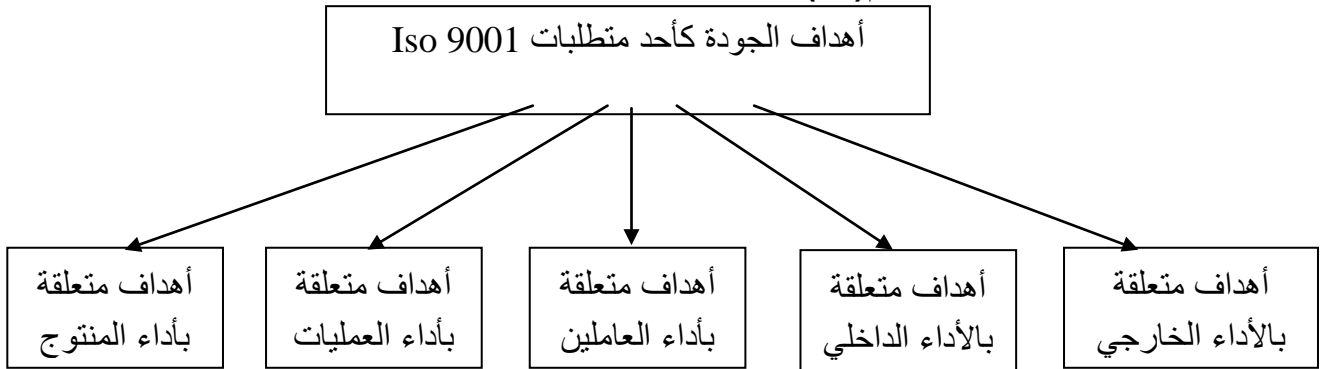 أهداف الجودة كأحد متطلبات Iso 9001
أهداف متعلقة
بالأداء الخارجي
أهداف متعلقة
بالأداء الداخلي
أهداف متعلقة
بأداء العاملين
أهداف متعلقة
بأداء العمليات
أهداف متعلقة
بأداء المنتوج